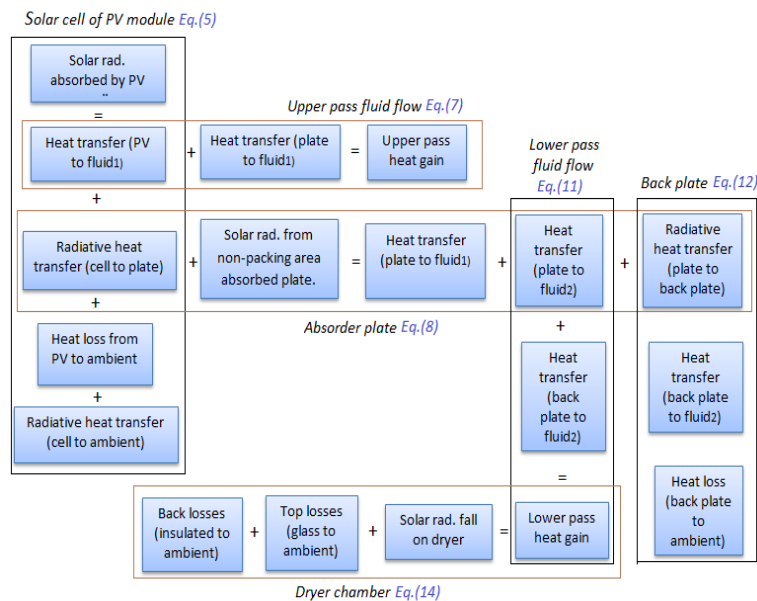 Solar cell of PV module Eq.(5)
Solar rad.
absorbed by PV
..
=
Upper pass fluid flow Eq.(7)
Heat transfer (PV
to fluid1)
+
Heat transfer (plate
to fluid1)
=
Upper pass
heat gain
Lower pass
fluid flow
Eq.(11)
Back plate Eq.(12)
+
Radiative heat
transfer (cell to plate)
+
Solar rad. from
non-packing area
absorbed plate.
=
Heat transfer
(plate to fluid1)
+
Heat
transfer
(plate to
fluid2)
+
Radiative
heat transfer
(plate to
back plate)
Absorder plate Eq.(8)
+
Heat loss from
PV to ambient
+
Radiative heat transfer
(cell to ambient)
+
Heat
transfer
(back
plate to
fluid2)
=
Heat
transfer
(back plate
to fluid2)
Heat loss
(back plate
to
ambient)
Back losses
(insulated to
ambient)
+
Top losses
(glass to
ambient)
+
Solar rad. fall
on dryer
=
Lower pass
heat gain
Dryer chamber Eq.(14)